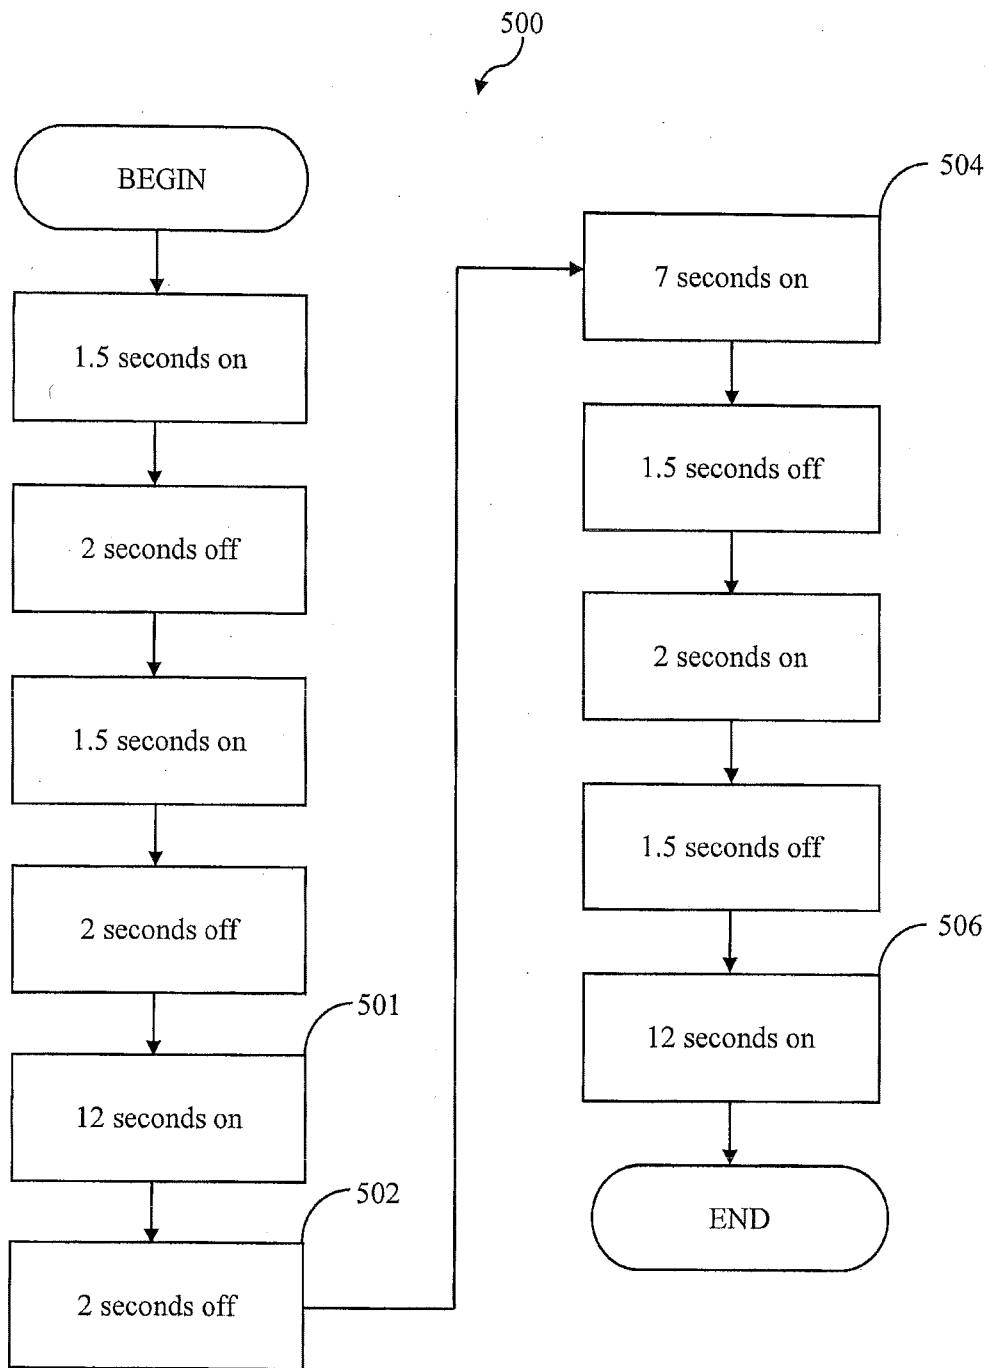 500
BEGIN
1.5 seconds on
2 seconds off
1.5 seconds on
2 seconds off
501
12 seconds on
502
2 seconds off
504
7 seconds on
1.5 seconds off
2 seconds on
1.5 seconds off
506
12 seconds on
END